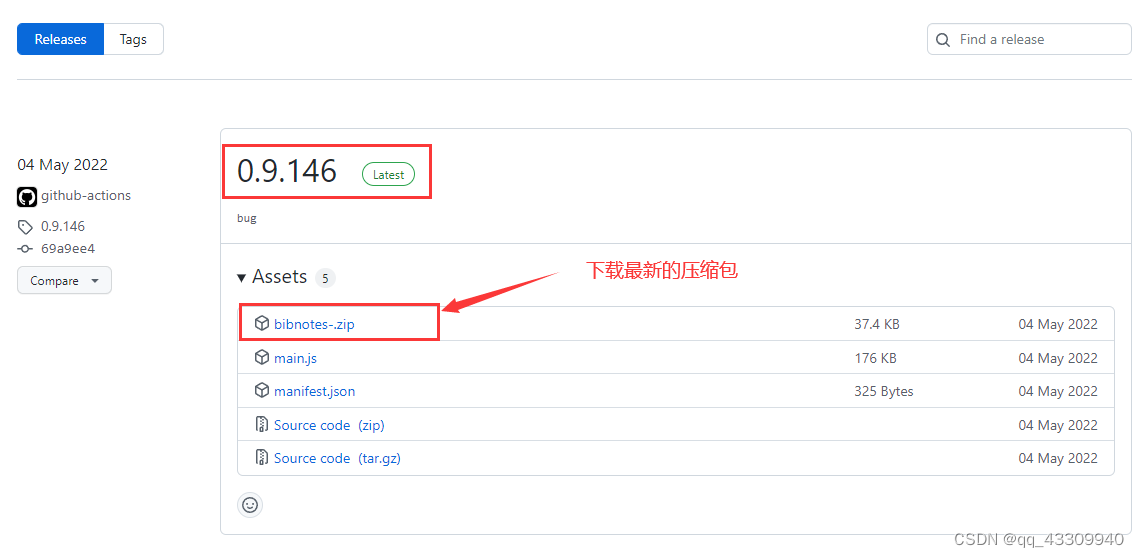 Releases Tags Find a release
04 May 2022
github-actions
0.9.146
69a9ee4
Compare
0.9.146 Latest
bug
Assets 5
下载最新的压缩包
bibnotes-.zip 37.4 KB 04 May 2022
main.js 176 KB 04 May 2022
manifest.json 325 Bytes 04 May 2022
Source code (zip) 04 May 2022
Source code (tar.gz) 04 May 2022
CSDN @qq_43309940